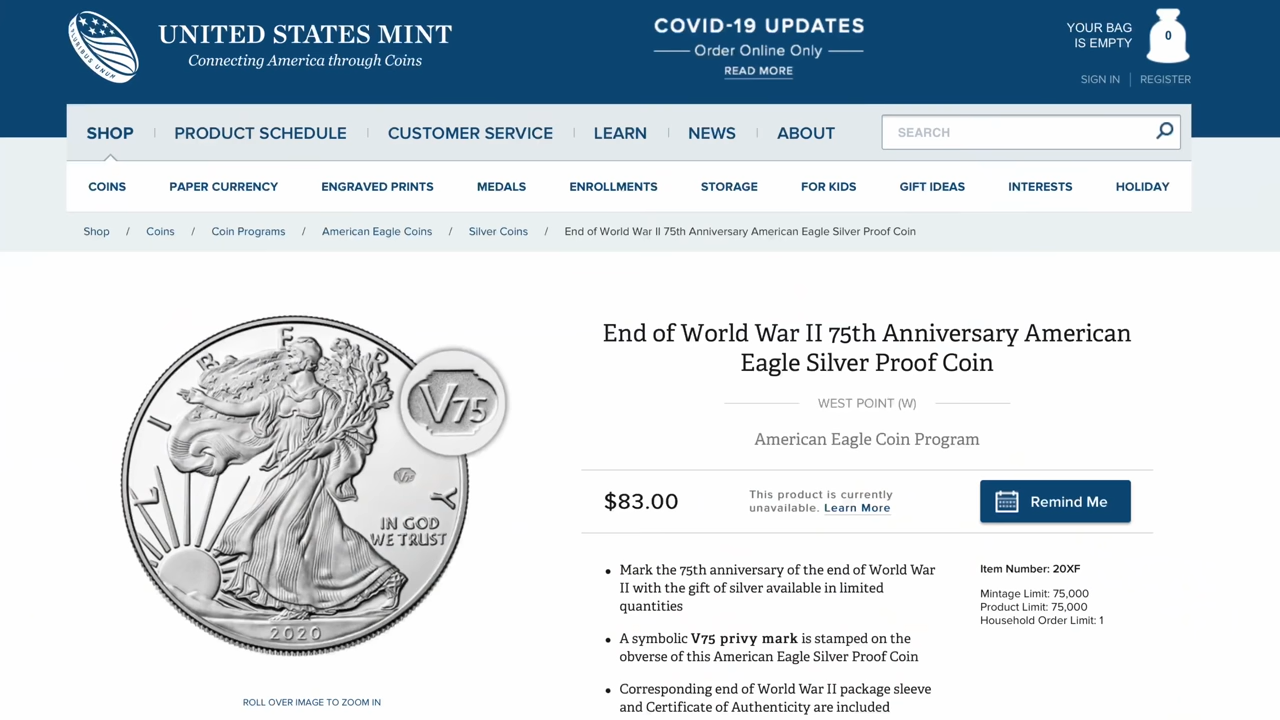 UNITED STATES MINT
Connecting America through Coins
PLURIBUS UNUM
COVID-19 UPDATES
Order Online Only
READ MORE
YOUR BAG
IS EMPTY
0
SIGN IN | REGISTER
SHOP
PRODUCT SCHEDULE
CUSTOMER SERVICE
LEARN
NEWS
ABOUT
SEARCH
COINS
PAPER CURRENCY
ENGRAVED PRINTS
MEDALS
ENROLLMENTS
STORAGE
FOR KIDS
GIFT IDEAS
INTERESTS
HOLIDAY
Shop / Coins / Coin Programs / American Eagle Coins / Silver Coins / End of World War II 75th Anniversary American Eagle Silver Proof Coin
LIBERTY
V75
IN GOD
WE TRUST
2020
ROLL OVER IMAGE TO ZOOM IN
End of World War II 75th Anniversary American
Eagle Silver Proof Coin
WEST POINT (W)
American Eagle Coin Program
$83.00
This product is currently
unavailable. Learn More
Remind Me
• Mark the 75th anniversary of the end of World War
II with the gift of silver available in limited
quantities
• A symbolic V75 privy mark is stamped on the
obverse of this American Eagle Silver Proof Coin
• Corresponding end of World War II package sleeve
and Certificate of Authenticity are included
Item Number: 20XF
Mintage Limit: 75,000
Product Limit: 75,000
Household Order Limit: 1